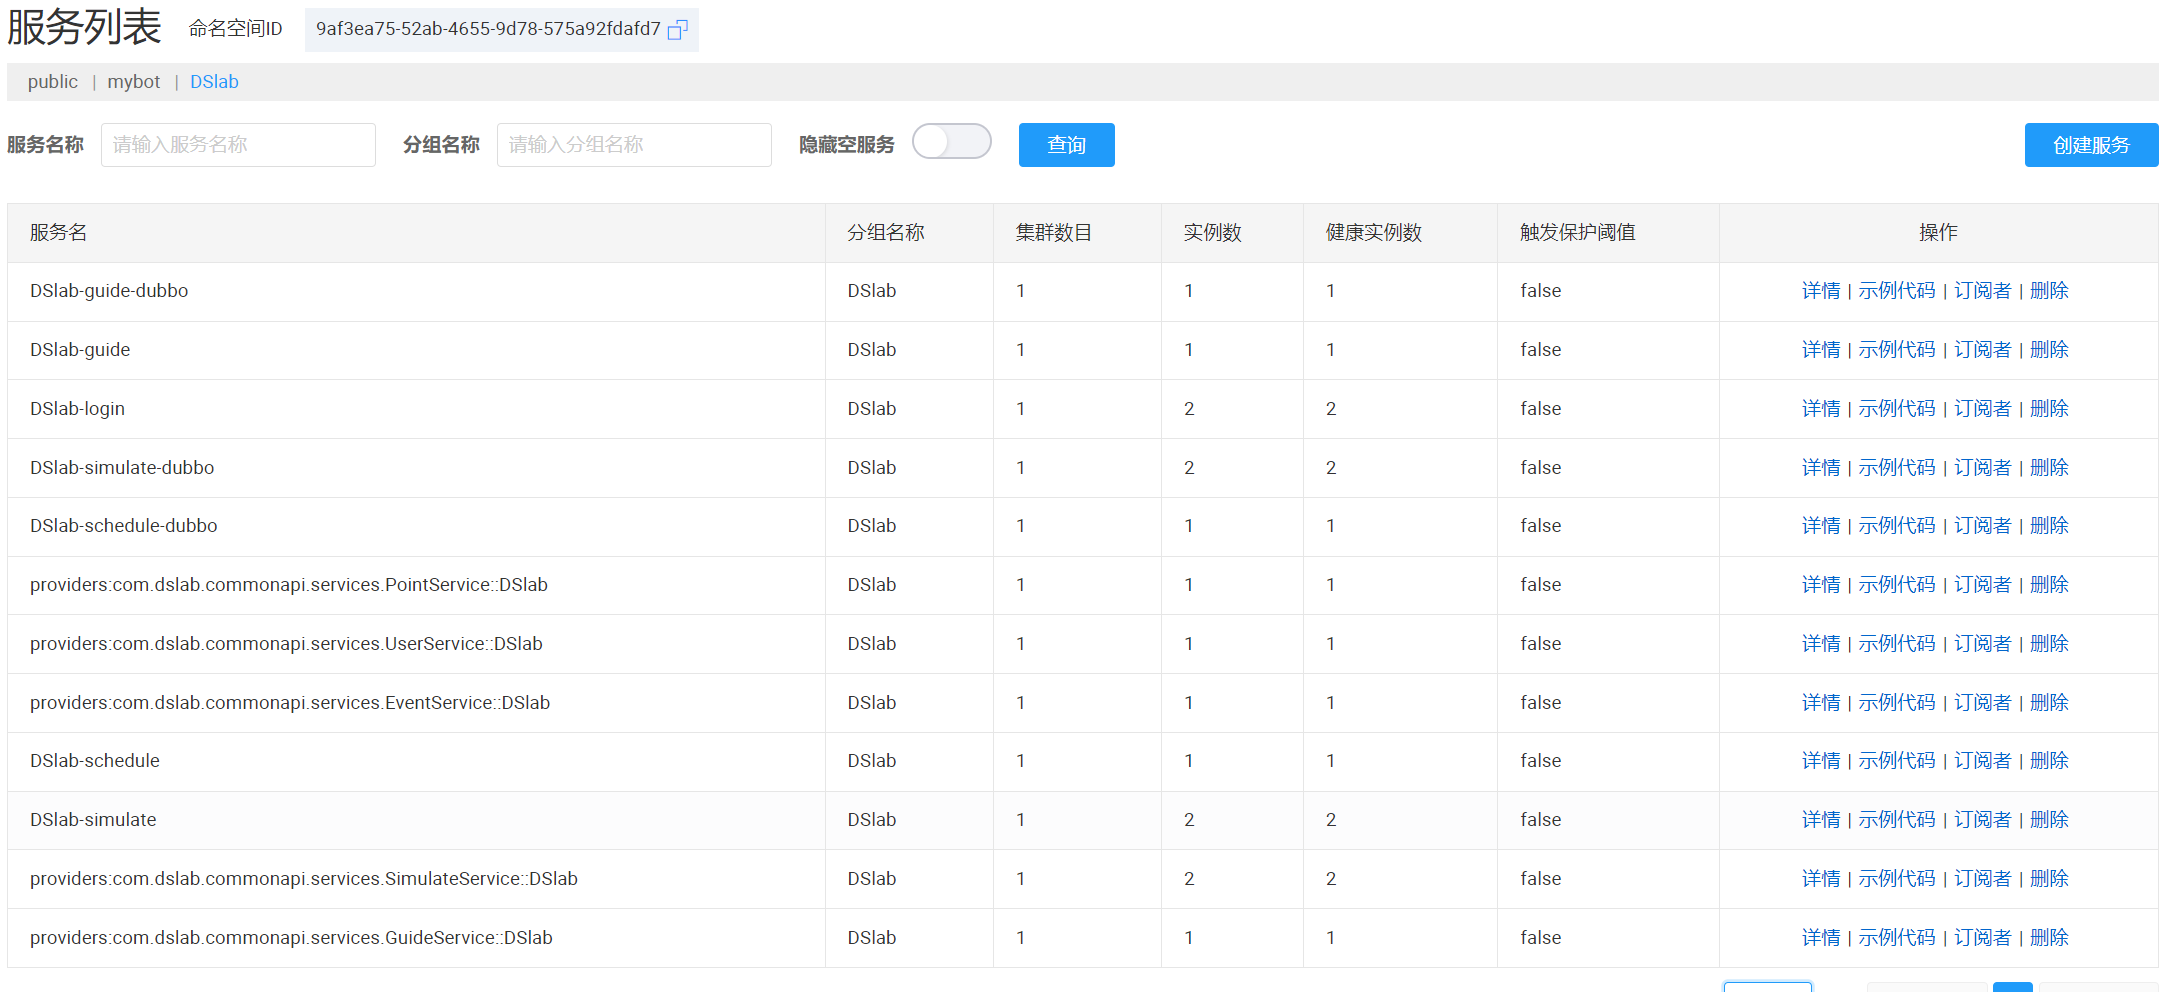 服务列表 命名空间ID 9af3ea75-52ab-4655-9d78-575a92fdafd7
public | mybot | DSlab
服务名称 请输入服务名称 分组名称 请输入分组名称 隐藏空服务 查询 创建服务
服务名 分组名称 集群数目 实例数 健康实例数 触发保护阈值 操作
DSlab-guide-dubbo DSlab 1 1 1 false 详情 | 示例代码 | 订阅者 | 删除
DSlab-guide DSlab 1 1 1 false 详情 | 示例代码 | 订阅者 | 删除
DSlab-login DSlab 1 2 2 false 详情 | 示例代码 | 订阅者 | 删除
DSlab-simulate-dubbo DSlab 1 2 2 false 详情 | 示例代码 | 订阅者 | 删除
DSlab-schedule-dubbo DSlab 1 1 1 false 详情 | 示例代码 | 订阅者 | 删除
providers:com.dslab.commonapi.services.PointService::DSlab DSlab 1 1 1 false 详情 | 示例代码 | 订阅者 | 删除
providers:com.dslab.commonapi.services.UserService::DSlab DSlab 1 1 1 false 详情 | 示例代码 | 订阅者 | 删除
providers:com.dslab.commonapi.services.EventService::DSlab DSlab 1 1 1 false 详情 | 示例代码 | 订阅者 | 删除
DSlab-schedule DSlab 1 1 1 false 详情 | 示例代码 | 订阅者 | 删除
DSlab-simulate DSlab 1 2 2 false 详情 | 示例代码 | 订阅者 | 删除
providers:com.dslab.commonapi.services.SimulateService::DSlab DSlab 1 2 2 false 详情 | 示例代码 | 订阅者 | 删除
providers:com.dslab.commonapi.services.GuideService::DSlab DSlab 1 1 1 false 详情 | 示例代码 | 订阅者 | 删除